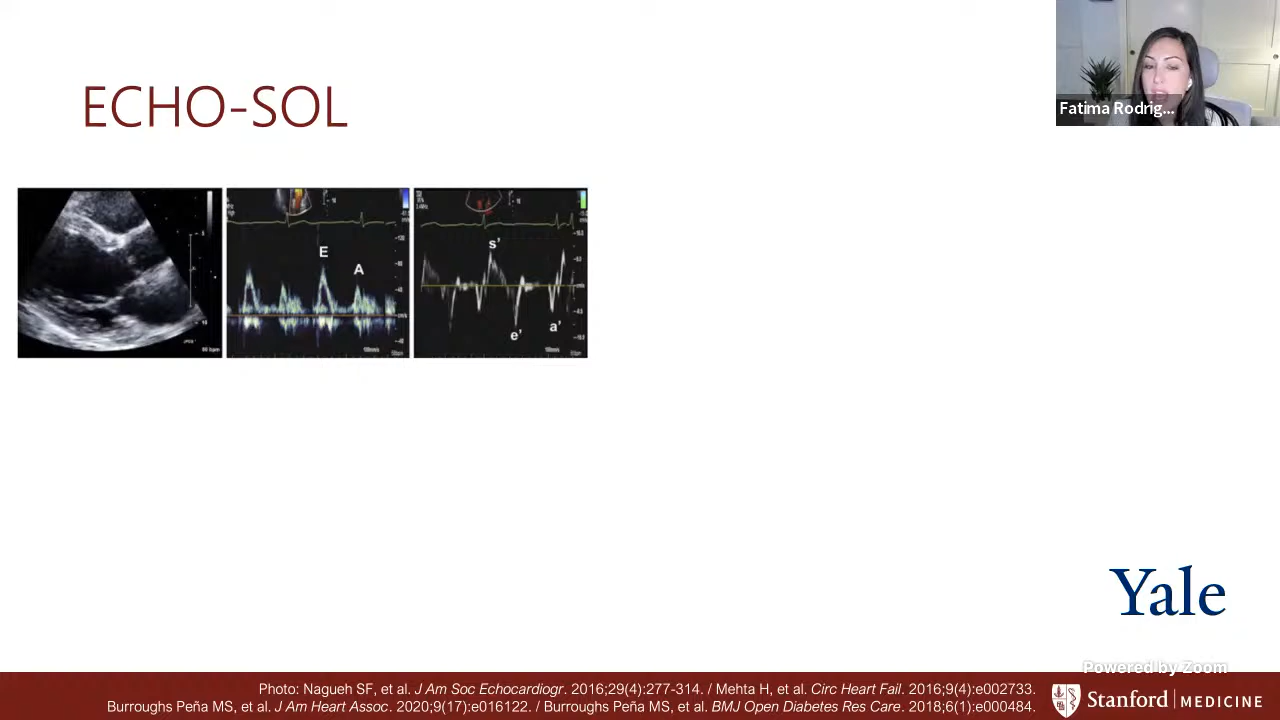 ECHO-SOL
Fatima Rodrig...
E
A
s'
e'
a'
Yale
Powered by Zoom
Photo: Nagueh SF, et al. J Am Soc Echocardiogr. 2016;29(4):277-314. / Mehta H, et al. Circ Heart Fail. 2016;9(4):e002733.
Burroughs Peña MS, et al. J Am Heart Assoc. 2020;9(17):e016122. / Burroughs Peña MS, et al. BMJ Open Diabetes Res Care. 2018;6(1):e000484.
Stanford MEDICINE